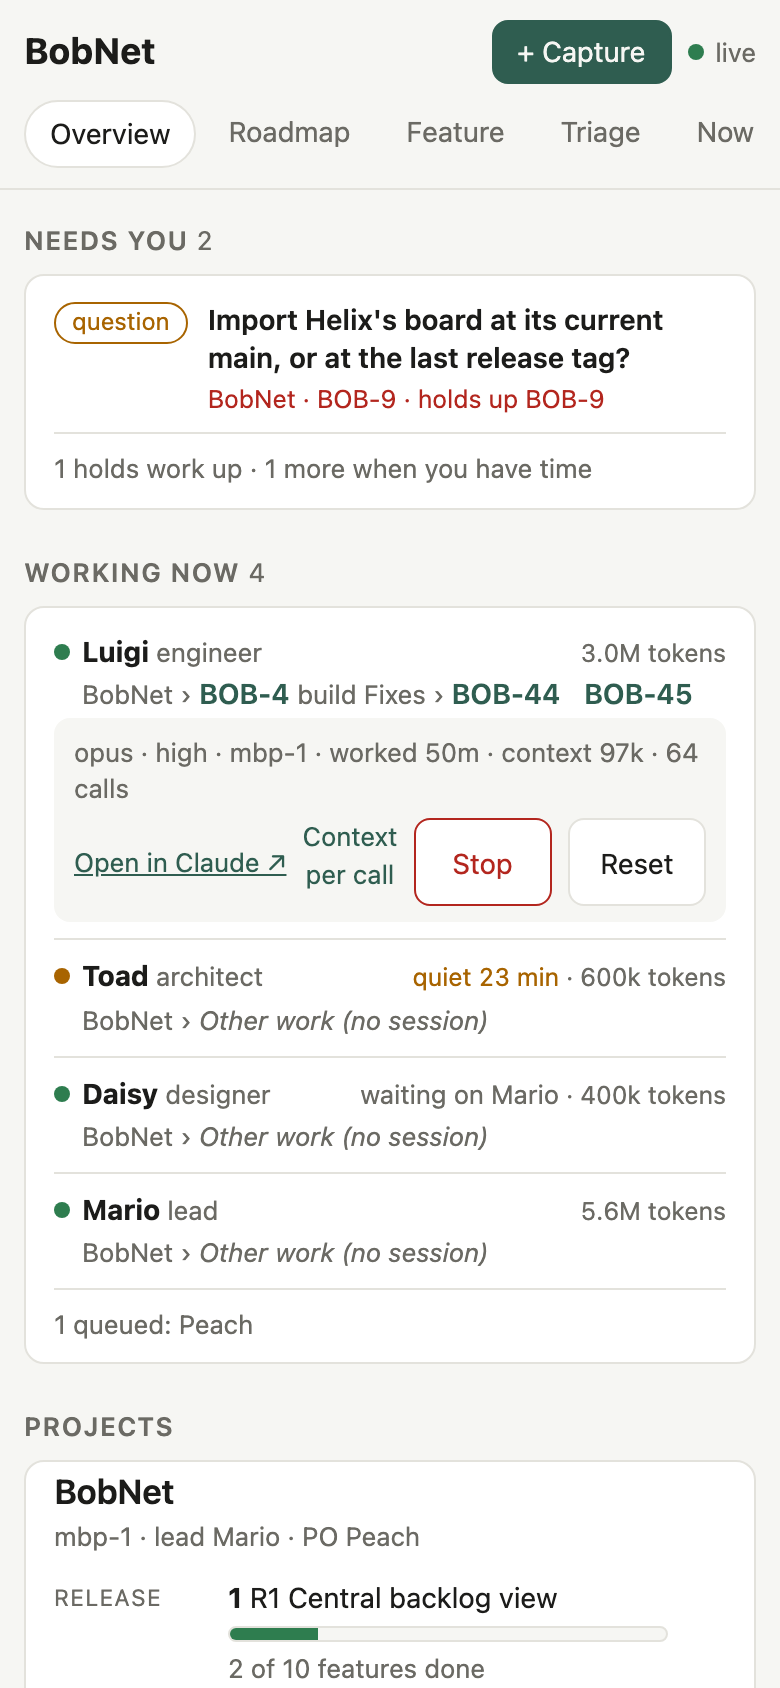 BobNet
+ Capture
live
Overview
Roadmap
Feature
Triage
Now
NEEDS YOU 2
question
Import Helix's board at its current
main, or at the last release tag?
BobNet · BOB-9 · holds up BOB-9
1 holds work up · 1 more when you have time
WORKING NOW 4
Luigi engineer
3.0M tokens
BobNet › BOB-4 build Fixes › BOB-44 BOB-45
opus · high · mbp-1 · worked 50m · context 97k · 64
calls
Open in Claude ↗
Context
per call
Stop
Reset
Toad architect
quiet 23 min · 600k tokens
BobNet › Other work (no session)
Daisy designer
waiting on Mario · 400k tokens
BobNet › Other work (no session)
Mario lead
5.6M tokens
BobNet › Other work (no session)
1 queued: Peach
PROJECTS
BobNet
mbp-1 · lead Mario · PO Peach
RELEASE
1 R1 Central backlog view
2 of 10 features done